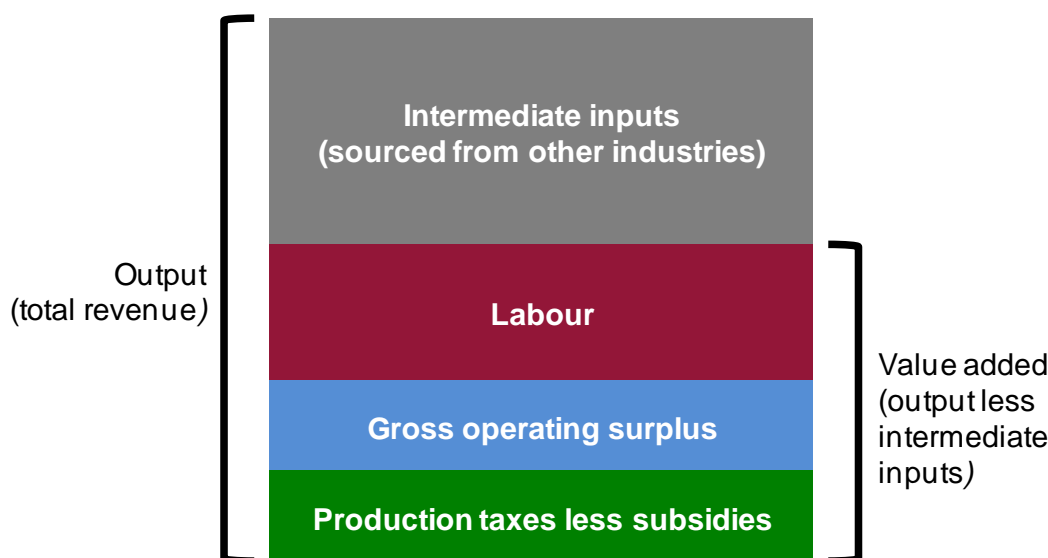 Intermediate inputs
(sourced from other industries)
Output
(total revenue)
Labour
Value added
(output less
intermediate
inputs)
Gross operating surplus
Production taxes less subsidies